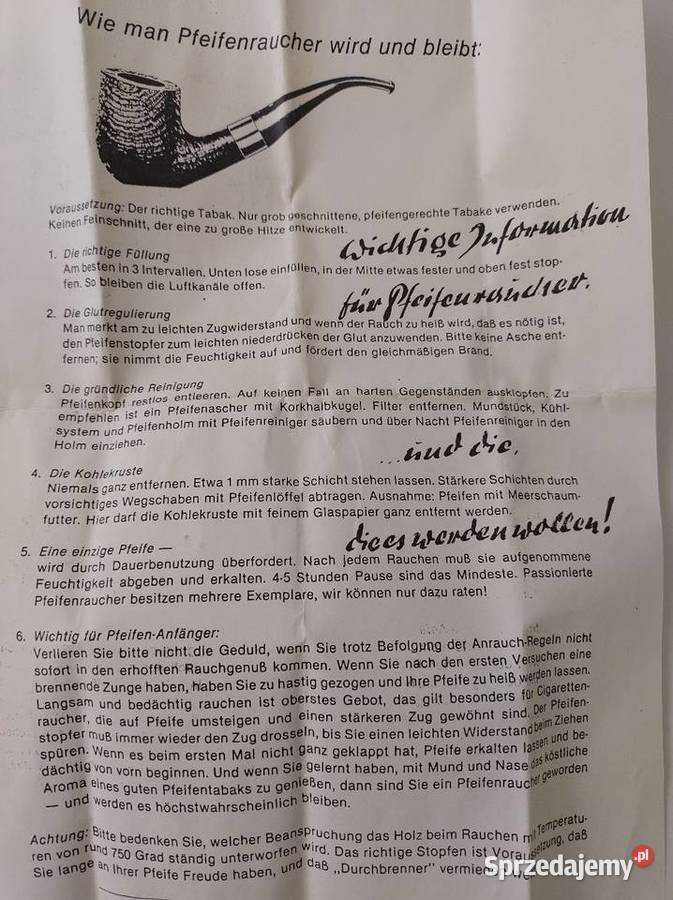 Wie man Pfeifenraucher wird und bleibt:
Voraussetzung: Der richtige Tabak. Nur grob geschnittene, pfeifengerechte Tabake verwenden.
Keinen Feinschnitt, der eine zu große Hitze entwickelt.
wichtige Information
1. Die richtige Füllung
Am besten in 3 Intervallen. Unten lose einfüllen, in der Mitte etwas fester und oben fest stop-
fen. So bleiben die Luftkanäle offen.
für Pfeifenraucher.
2. Die Glutregulierung
Man merkt am zu leichten Zugwiderstand und wenn der Rauch zu heiß wird, daß es nötig ist,
den Pfeifenstopfer zum leichten niederdrücken der Glut anzuwenden. Bitte keine Asche ent-
fernen; sie nimmt die Feuchtigkeit auf und fördert den gleichmäßigen Brand.
3. Die gründliche Reinigung
Pfeifenkopf restlos entleeren. Auf keinen Fall an harten Gegenständen ausklopfen. Zu
empfehlen ist ein Pfeifenascher mit Korkhalbkugel. Filter entfernen. Mundstück, Kühl-
system und Pfeifenholm mit Pfeifenreiniger säubern und über Nacht Pfeifenreiniger in den
Holm einziehen.
...und die,
4. Die Kohlekruste
Niemals ganz entfernen. Etwa 1 mm starke Schicht stehen lassen. Stärkere Schichten durch
vorsichtiges Wegschaben mit Pfeifenlöffel abtragen. Ausnahme: Pfeifen mit Meerschaum-
futter. Hier darf die Kohlekruste mit feinem Glaspapier ganz entfernt werden.
die es werden wollen!
5. Eine einzige Pfeife —
wird durch Dauerbenutzung überfordert. Nach jedem Rauchen muß sie aufgenommene
Feuchtigkeit abgeben und erkalten. 4-5 Stunden Pause sind das Mindeste. Passionierte
Pfeifenraucher besitzen mehrere Exemplare, wir können nur dazu raten!
6. Wichtig für Pfeifen-Anfänger:
Verlieren Sie bitte nicht die Geduld, wenn Sie trotz Befolgung der Anrauch-Regeln nicht
sofort in den erhofften Rauchgenuß kommen. Wenn Sie nach den ersten Versuchen eine
brennende Zunge haben, haben Sie zu hastig gezogen und Ihre Pfeife zu heiß werden lassen.
Langsam und bedächtig rauchen ist oberstes Gebot, das gilt besonders für Cigaretten-
raucher, die auf Pfeife umsteigen und einen stärkeren Zug gewöhnt sind. Der Pfeifen-
stopfer muß immer wieder den Zug drosseln, bis Sie einen leichten Widerstand beim Ziehen
spüren. Wenn es beim ersten Mal nicht ganz geklappt hat, Pfeife erkalten lassen und be-
dächtig von vorn beginnen. Und wenn Sie gelernt haben, mit Mund und Nase das köstliche
Aroma eines guten Pfeifentabaks zu genießen, dann sind Sie ein Pfeifenraucher geworden
— und werden es höchstwahrscheinlich bleiben.
Achtung: Bitte bedenken Sie, welcher Beanspruchung das Holz beim Rauchen mit Temperatu-
ren von rund 750 Grad ständig unterworfen wird. Das richtige Stopfen ist Voraussetzung, daß
Sie lange an Ihrer Pfeife Freude haben, und daß „Durchbrenner"
Sprzedajemy.pl